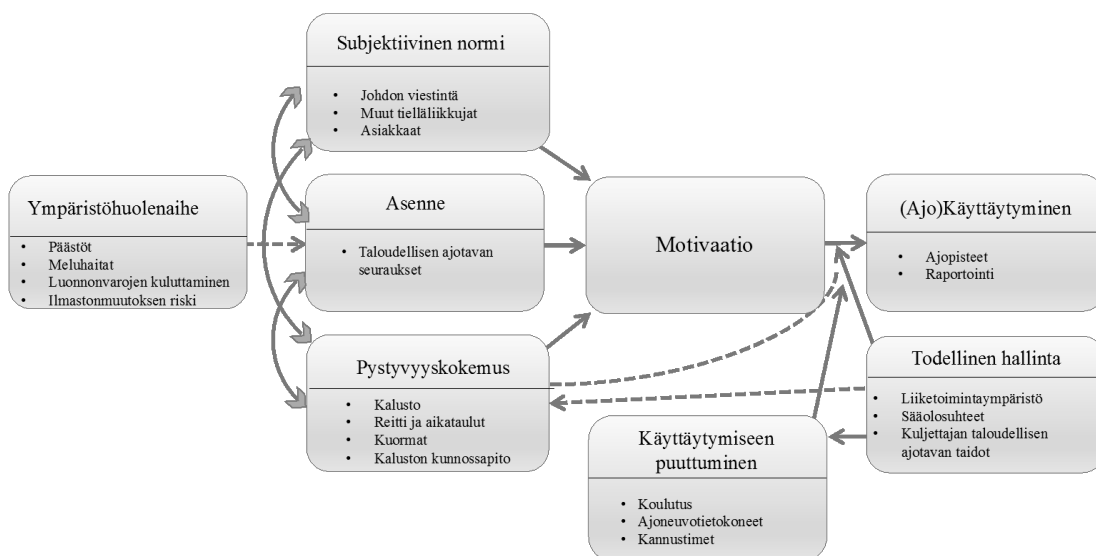 Subjektiivinen normi
• Johdon viestintä
• Muut tielläliikkujat
• Asiakkaat
Ympäristöhuolenaihe
• Päästöt
• Meluhaitat
• Luonnonvarojen kuluttaminen
• Ilmastonmuutoksen riski
Asenne
• Taloudellisen ajotavan
seuraukset
Pystyvyyskokemus
• Kalusto
• Reitti ja aikataulut
• Kuormat
• Kaluston kunnossapito
Motivaatio
(Ajo)Käyttäytyminen
• Ajopisteet
• Raportointi
Todellinen hallinta
• Liiketoimintaympäristö
• Sääolosuhteet
• Kuljettajan taloudellisen
ajotavan taidot
Käyttäytymiseen
puuttuminen
• Koulutus
• Ajoneuvotietokoneet
• Kannustimet